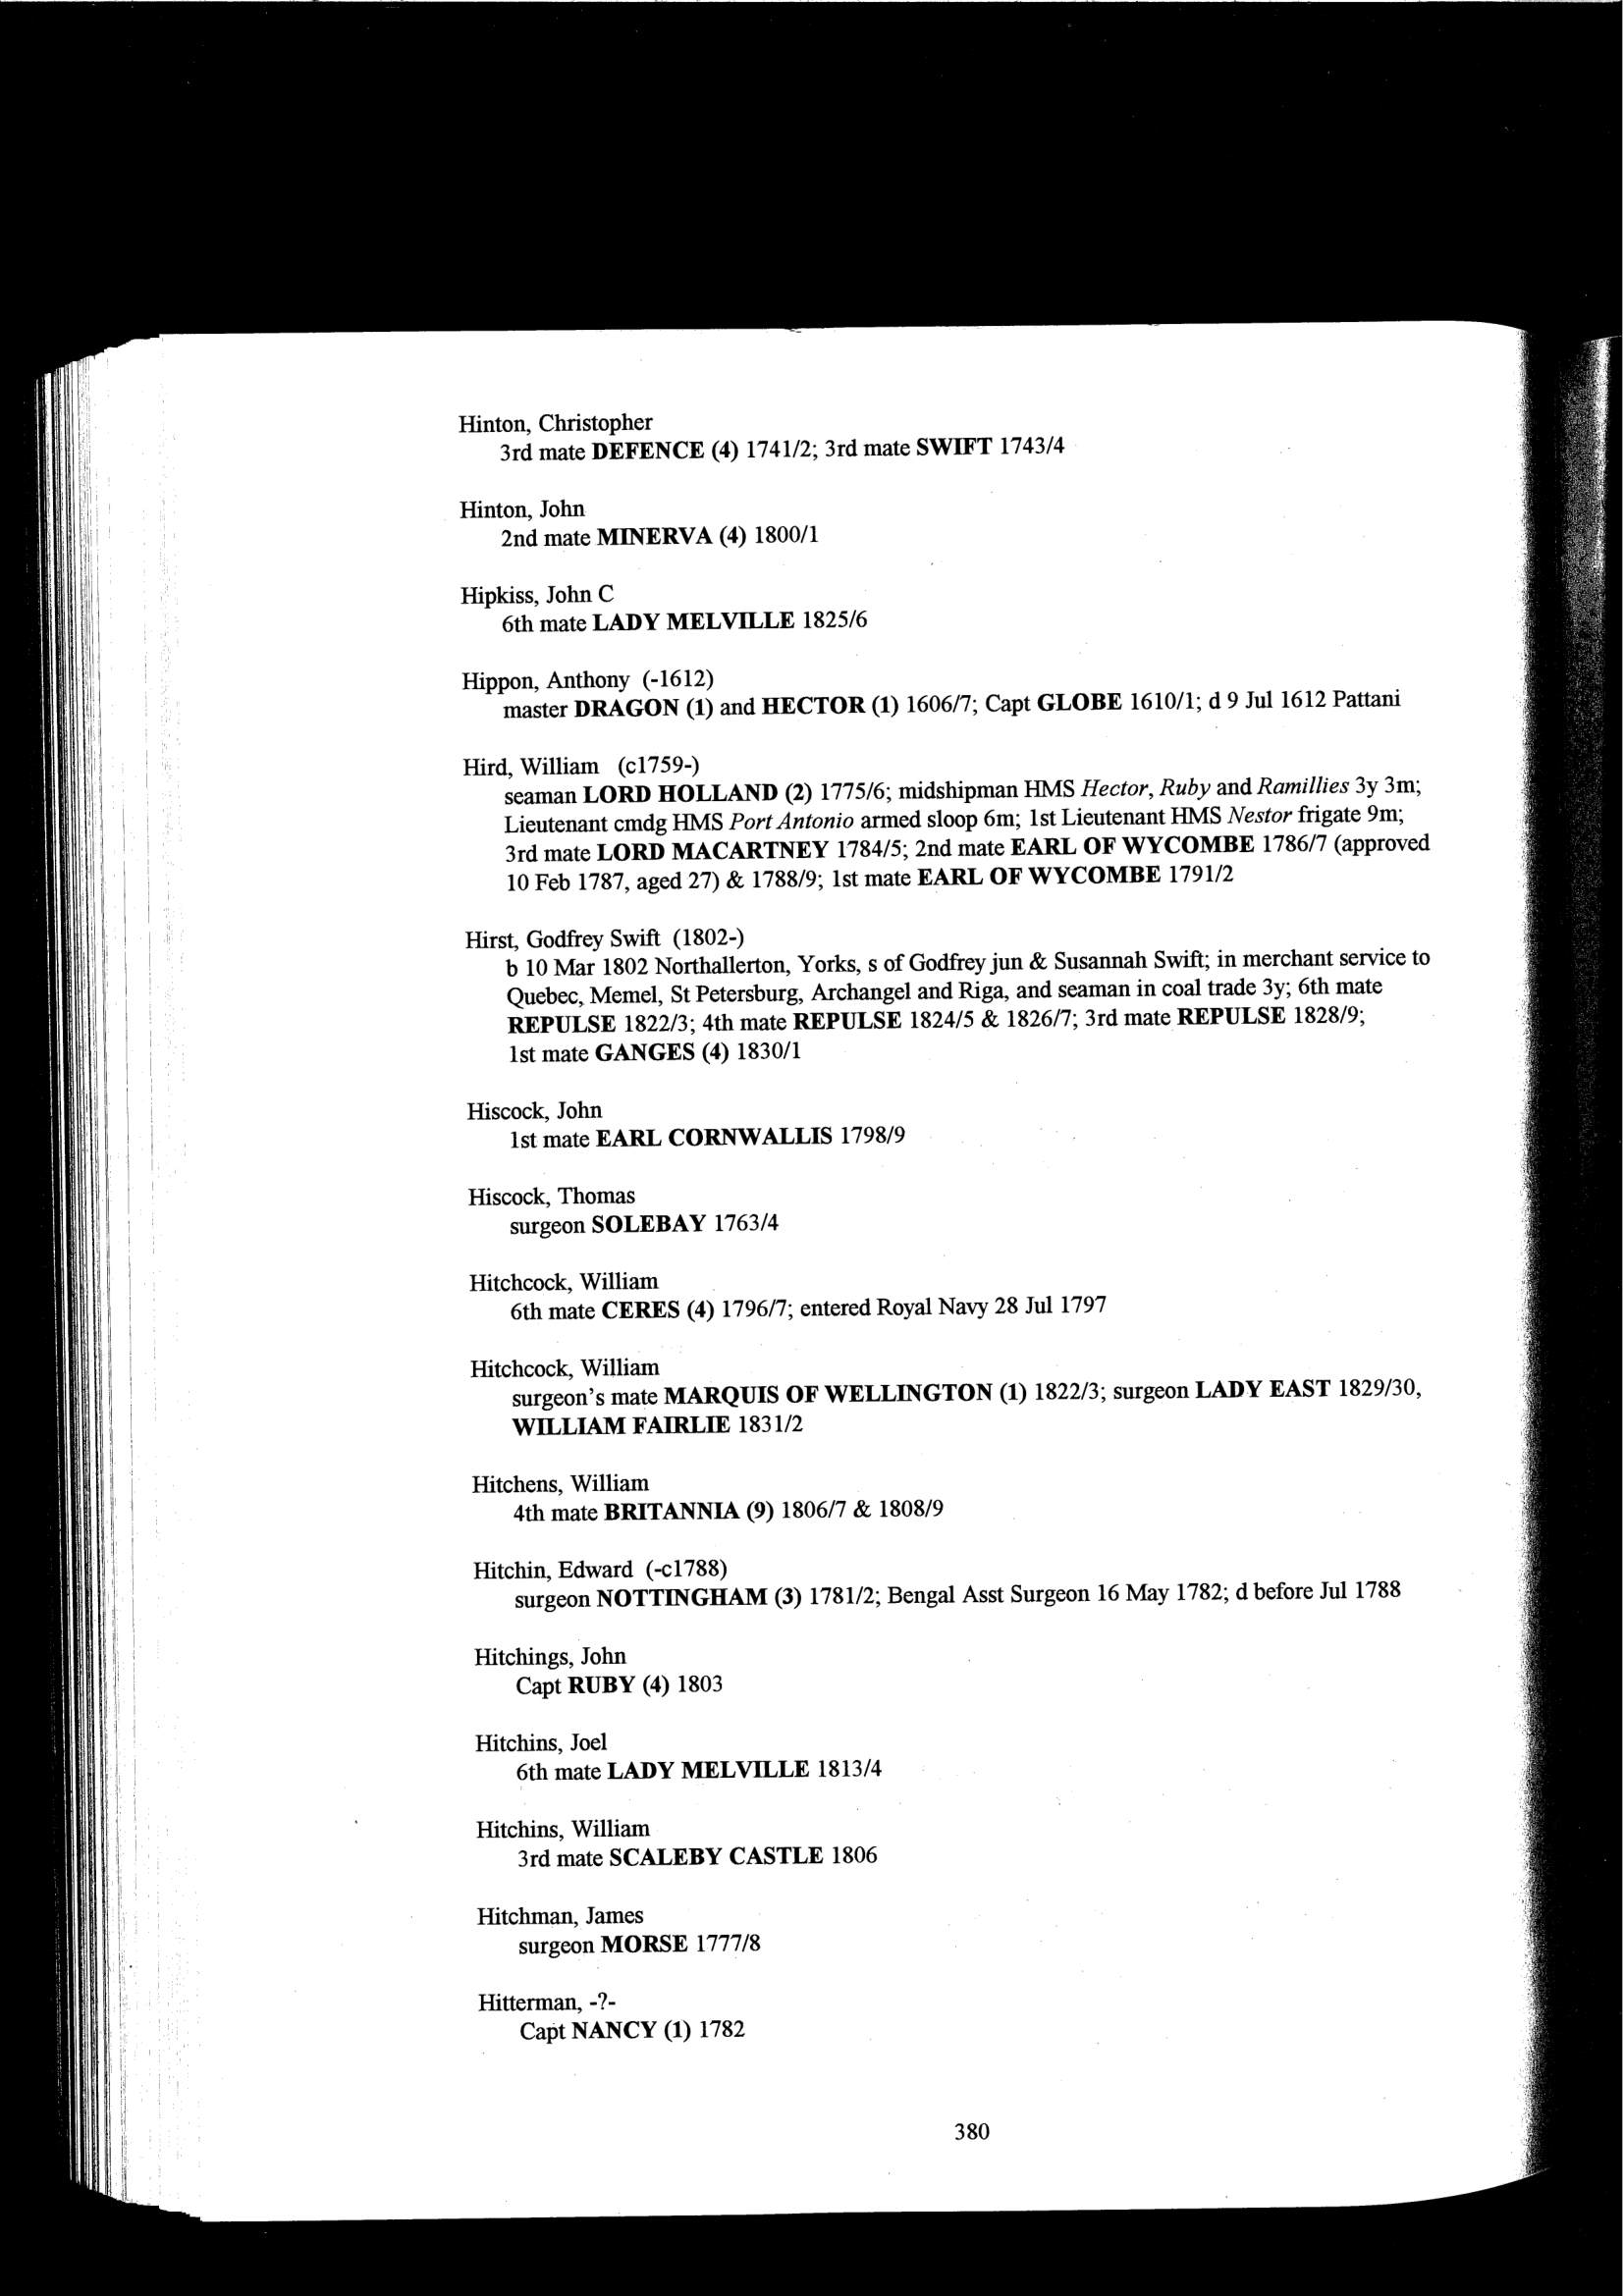 Hinton, Christopher
3rd mate DEFENCE (4) 1741/2; 3rd mate SWIFT 1743/4
Hinton, John
2nd mate MINERVA (4) 1800/1
Hipkiss, John C
6th mate LADY MELVILLE 1825/6
Hippon, Anthony (-1612)
master DRAGON (1) and HECTOR (1) 1606/7; Capt GLOBE 1610/1; d 9 Jul 1612 Pattani
Hird, William (c1759-)
seaman LORD HOLLAND (2) 1775/6; midshipman HMS Hector, Ruby and Ramillies 3y 3m;
Lieutenant cmdg HMS Port Antonio armed sloop 6m; 1st Lieutenant HMS Nestor frigate 9m;
3rd mate LORD MACARTNEY 1784/5; 2nd mate EARL OF WYCOMBE 1786/7 (approved
10 Feb 1787, aged 27) & 1788/9; 1st mate EARL OF WYCOMBE 1791/2
Hirst, Godfrey Swift (1802-)
b 10 Mar 1802 Northallerton, Yorks, s of Godfrey jun & Susannah Swift; in merchant service to
Quebec, Memel, St Petersburg, Archangel and Riga, and seaman in coal trade 3y; 6th mate
REPULSE 1822/3; 4th mate REPULSE 1824/5 & 1826/7; 3rd mate REPULSE 1828/9;
1st mate GANGES (4) 1830/1
Hiscock, John
1st mate EARL CORNWALLIS 1798/9
Hiscock, Thomas
surgeon SOLEBAY 1763/4
Hitchcock, William
6th mate CERES (4) 1796/7; entered Royal Navy 28 Jul 1797
Hitchcock, William
surgeon's mate MARQUIS OF WELLINGTON (1) 1822/3; surgeon LADY EAST 1829/30,
WILLIAM FAIRLIE 1831/2
Hitchens, William
4th mate BRITANNIA (9) 1806/7 & 1808/9
Hitchin, Edward (-c1788)
surgeon NOTTINGHAM (3) 1781/2; Bengal Asst Surgeon 16 May 1782; d before Jul 1788
Hitchings, John
Capt RUBY (4) 1803
Hitchins, Joel
6th mate LADY MELVILLE 1813/4
Hitchins, William
3rd mate SCALEBY CASTLE 1806
Hitchman, James
surgeon MORSE 1777/8
Hitterman, -?-
Capt NANCY (1) 1782
380